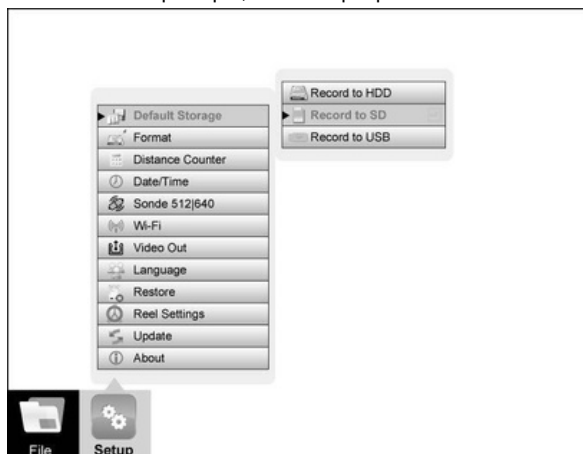 Record to HDD
Record to SD
Record to USB
Default Storage
Format
Distance Counter
Date/Time
Sonde 512|640
Wi-Fi
Video Out
Language
Restore
Reel Settings
Update
About
File
Setup